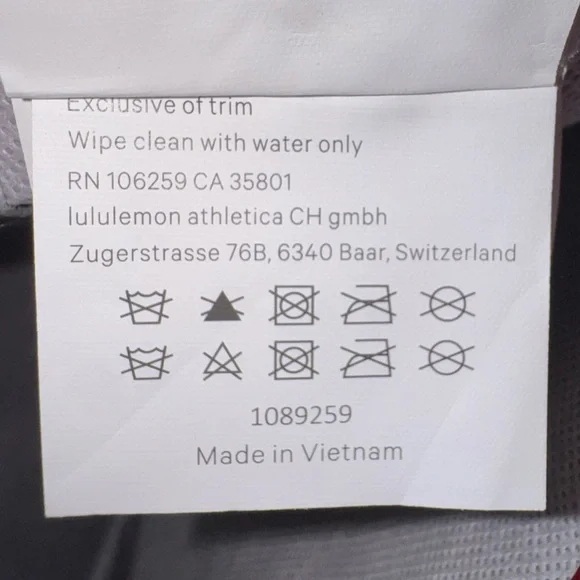 Exclusive of trim
Wipe clean with water only
RN 106259 CA 35801
lululemon athletica CH gmbh
Zugerstrasse 76B, 6340 Baar, Switzerland
1089259
Made in Vietnam